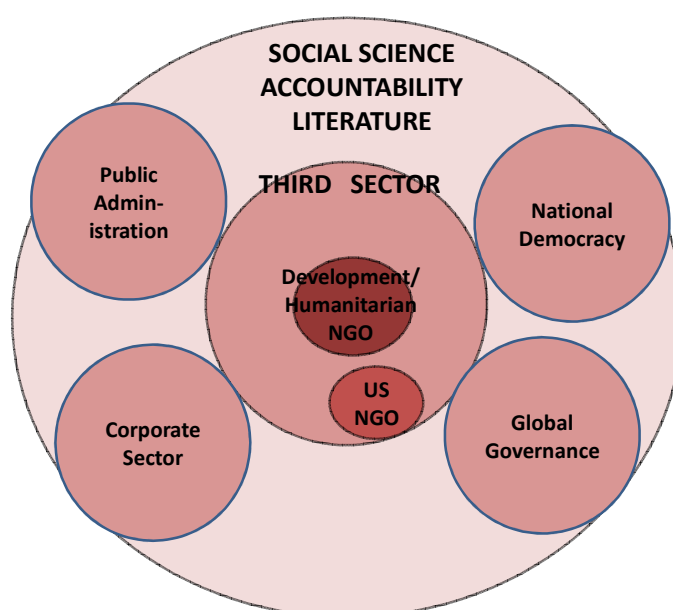 SOCIAL SCIENCE
ACCOUNTABILITY
LITERATURE
THIRD SECTOR
Public
Admin-
istration
National
Democracy
Development/
Humanitarian
NGO
US
NGO
Corporate
Sector
Global
Governance